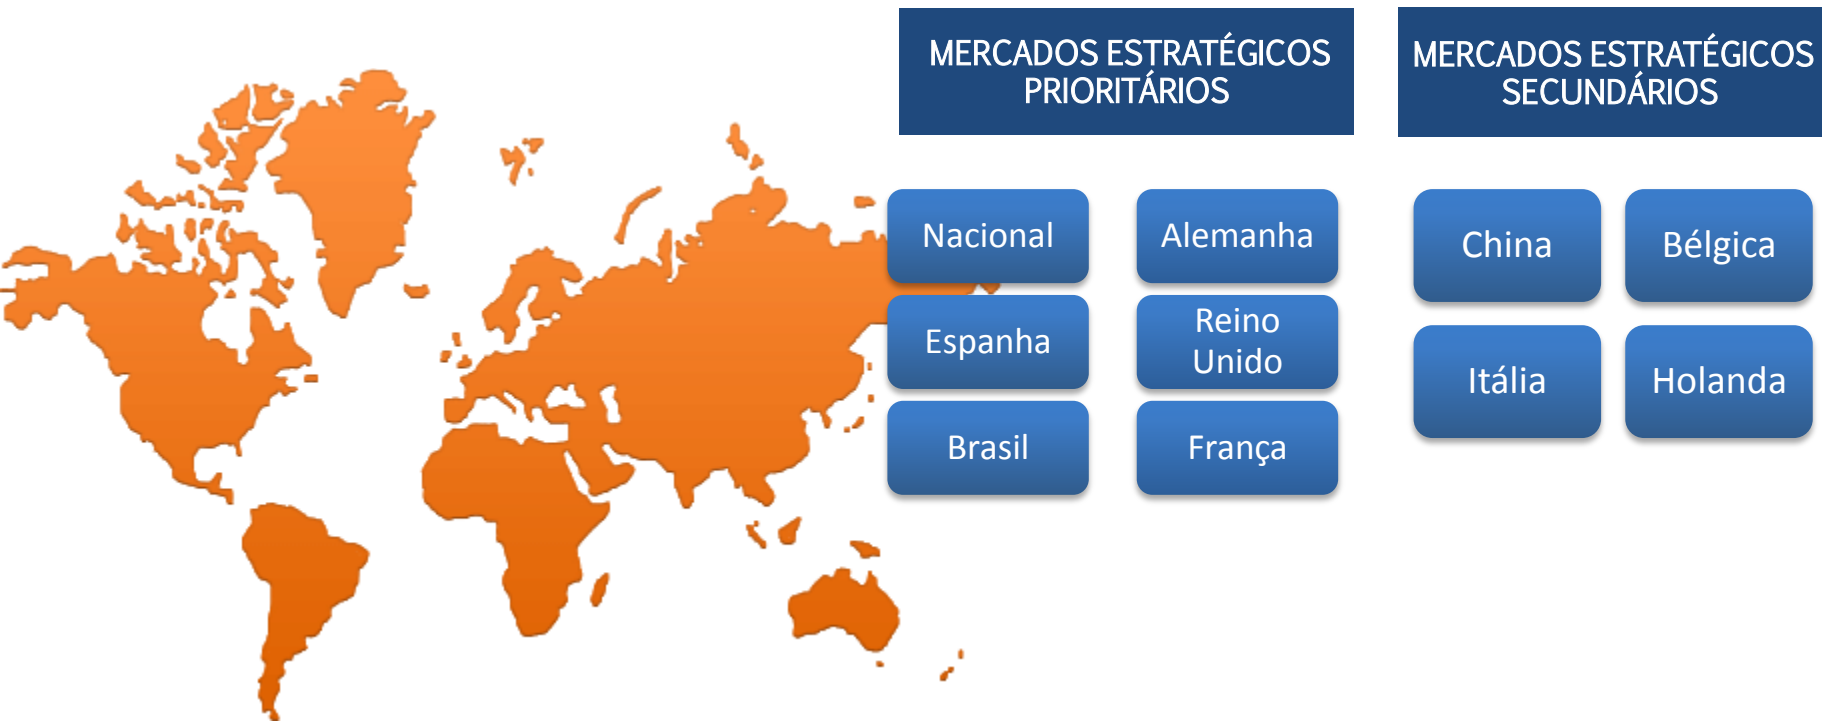 MERCADOS ESTRATÉGICOS
PRIORITÁRIOS
Nacional
Alemanha
Espanha
Reino
Unido
Brasil
França
MERCADOS ESTRATÉGICOS
SECUNDÁRIOS
China
Bélgica
Itália
Holanda